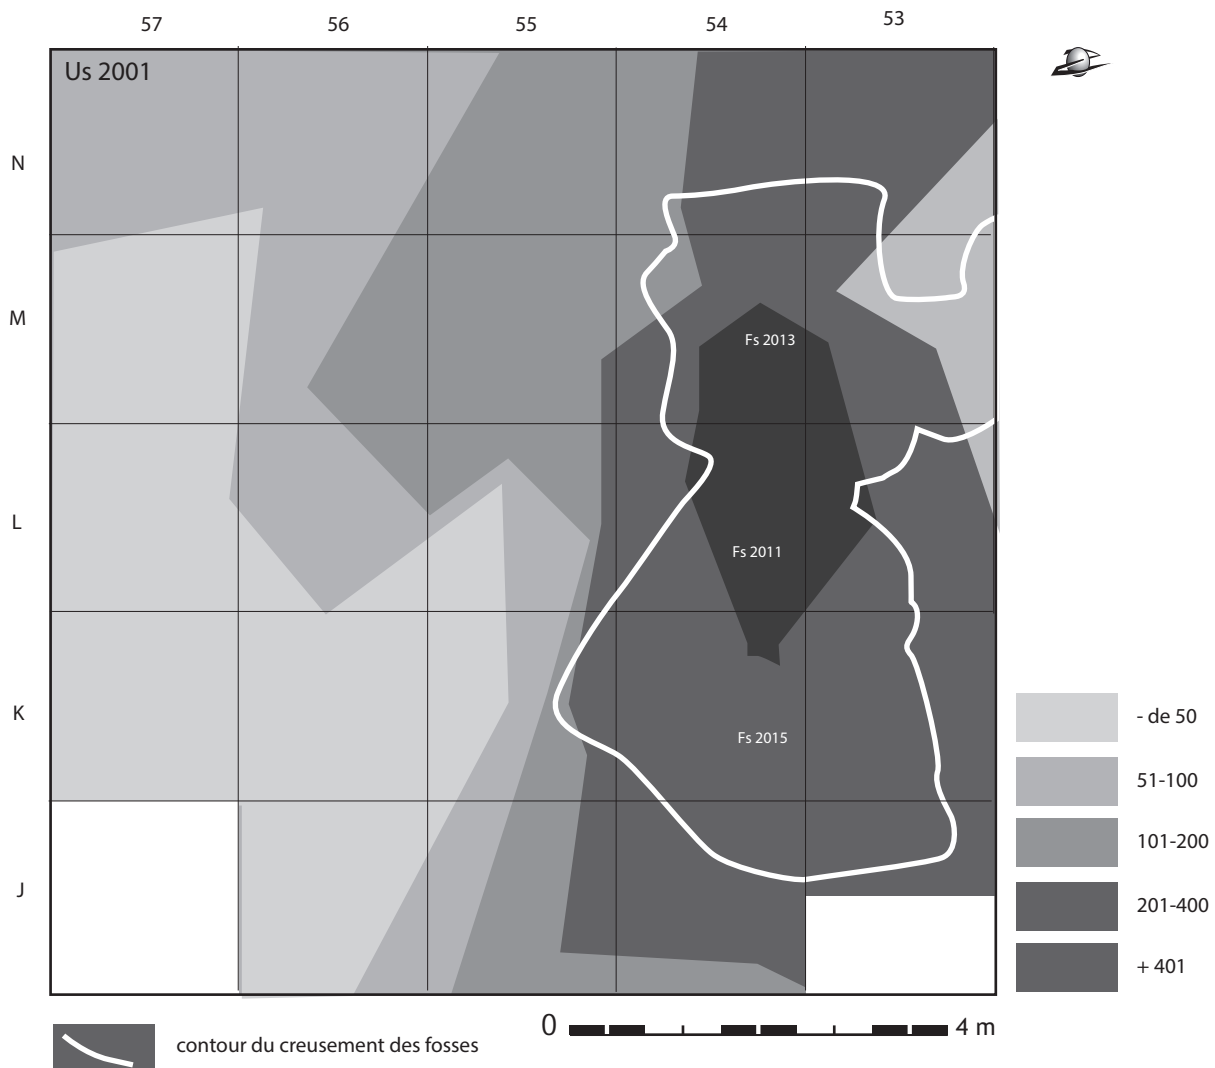 57 56 55 54 53
Us 2001
N
M
Fs 2013
L
Fs 2011
K
Fs 2015
J
- de 50
51-100
101-200
201-400
+ 401
0 4 m
contour du creusement des fosses